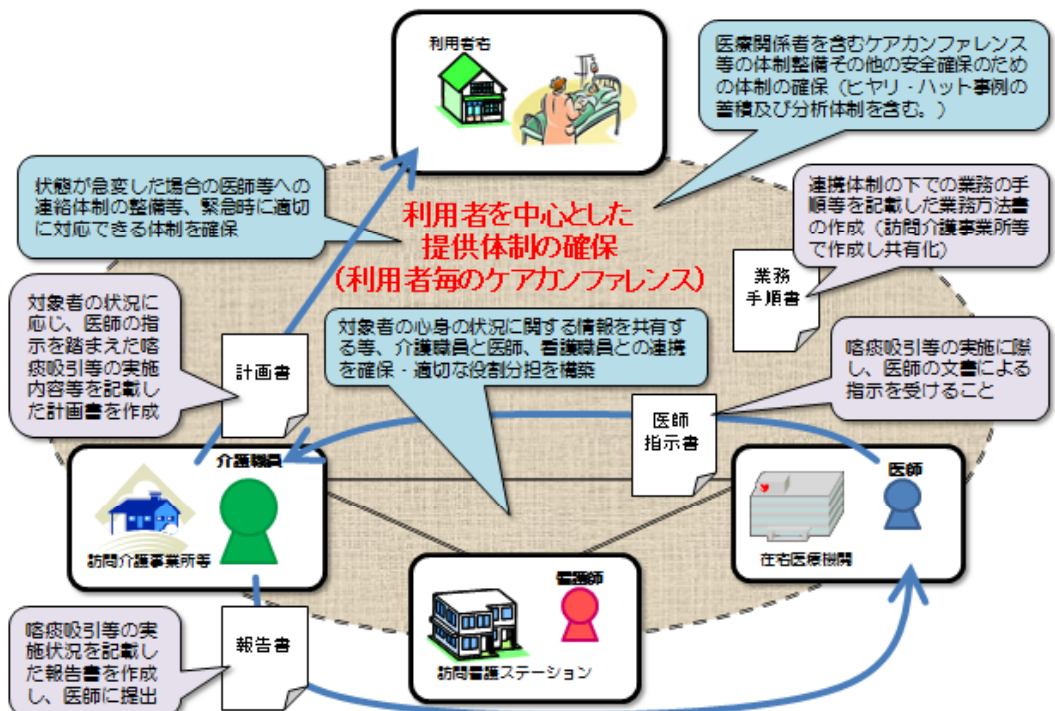 利用者宅
医療関係者を含むケアカンファレンス
等の体制整備その他の安全確保のため
の体制の確保（ヒヤリ・ハット事例の
蓄積及び分析体制を含む。）
状態が急変した場合の医師等への
連絡体制の整備等、緊急時に適切
に対応できる体制を確保
利用者を中心とした
提供体制の確保
（利用者毎のケアカンファレンス）
連携体制の下での業務の手
順等を記載した業務方法書
の作成（訪問介護事業所等
で作成し共有化）
業務
手順書
対象者の状況に
応じ、医師の指
示を踏まえた喀
痰吸引等の実施
内容等を記載し
た計画書を作成
計画書
対象者の心身の状況に関する情報を共有す
る等、介護職員と医師、看護職員との連携
を確保・適切な役割分担を構築
喀痰吸引等の実施に際
し、医師の文書による
指示を受けること
医師
指示書
介護職員
訪問介護事業所等
医師
在宅医療機関
看護師
訪問看護ステーション
喀痰吸引等の実
施状況を記載し
た報告書を作成
し、医師に提出
報告書